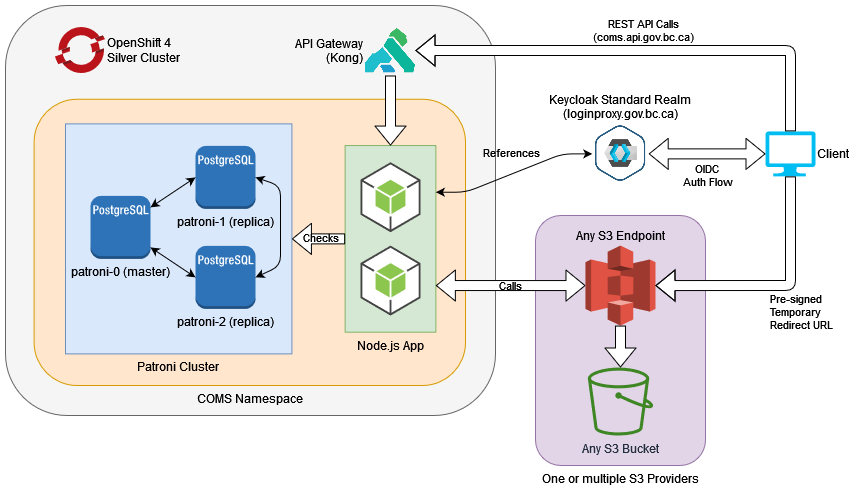 OpenShift 4
Silver Cluster
API Gateway
(Kong)
REST API Calls
(coms.api.gov.bc.ca)
Keycloak Standard Realm
(loginproxy.gov.bc.ca)
References
OIDC
Auth Flow
Client
PostgreSQL
patroni-1 (replica)
PostgreSQL
patroni-0 (master)
PostgreSQL
patroni-2 (replica)
Patroni Cluster
Checks
Node.js App
COMS Namespace
Calls
Any S3 Endpoint
Pre-signed
Temporary
Redirect URL
Any S3 Bucket
One or multiple S3 Providers